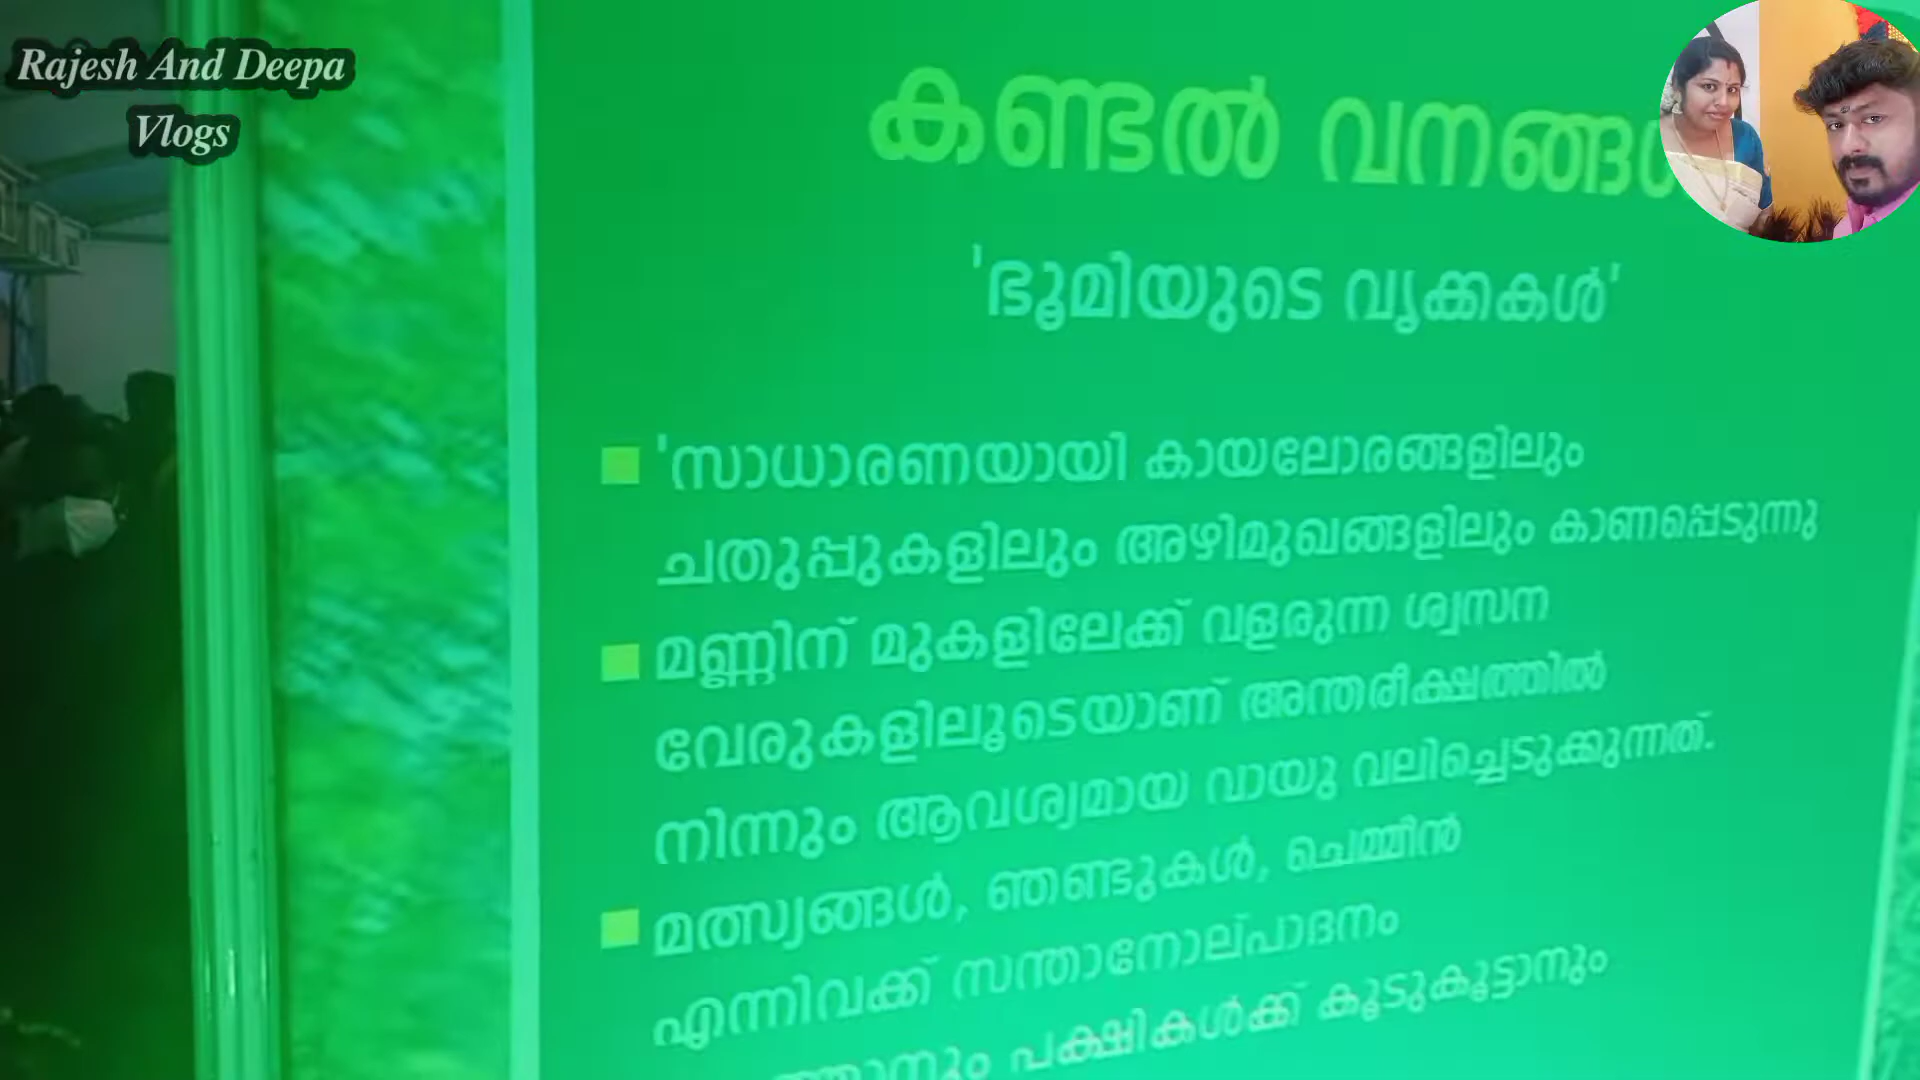 Rajesh And Deepa
Vlogs
കണ്ടൽ
'ഭൂമിയുടെ വൃക്കകൾ'
'സാധാരണയായി കായലോരങ്ങളിലും
ചതുപ്പുകളിലും അഴിമുഖങ്ങളിലും കാണപ്പെടുന്നു
മണ്ണിന് മുകളിലേക്ക് വളരുന്ന ശ്വസന
വേരുകളിലൂടെയാണ് അന്തരീക്ഷത്തിൽ
നിന്നും ആവശ്യമായ വായു വലിച്ചെടുക്കുന്നത്.
മത്സ്യങ്ങൾ, ഞണ്ടുകൾ, ചെമ്മീൻ
എന്നിവക്ക് സന്താനോല്പാദനം
പക്ഷികൾക്ക് കൂടുകൂട്ടാനും